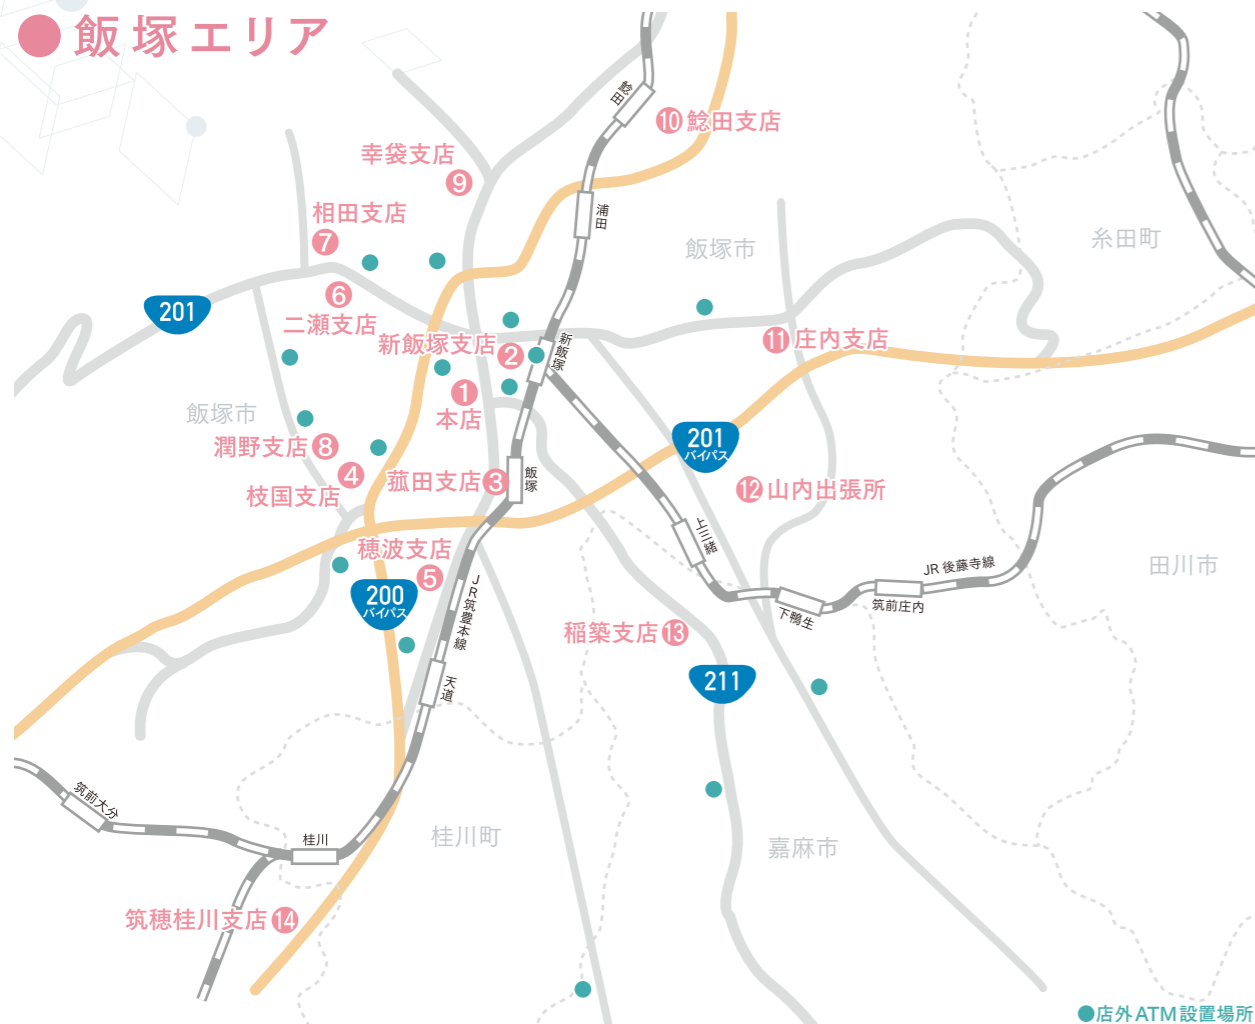 飯塚エリア
鯰田
⑩鯰田支店
幸袋支店
⑨
相田支店
⑦
浦田
飯塚市
糸田町
201
⑥
二瀬支店
新飯塚支店②
新飯塚
⑪庄内支店
①
本店
飯塚市
潤野支店⑧
④
枝国支店
菰田支店③
飯塚
201
バイパス
⑫山内出張所
上三緒
穂波支店
⑤
200
バイパス
JR筑豊本線
JR後藤寺線
田川市
下鴨生
筑前庄内
稲築支店⑬
天道
211
筑前大分
桂川
桂川町
嘉麻市
筑穂桂川支店⑭
店外ATM設置場所